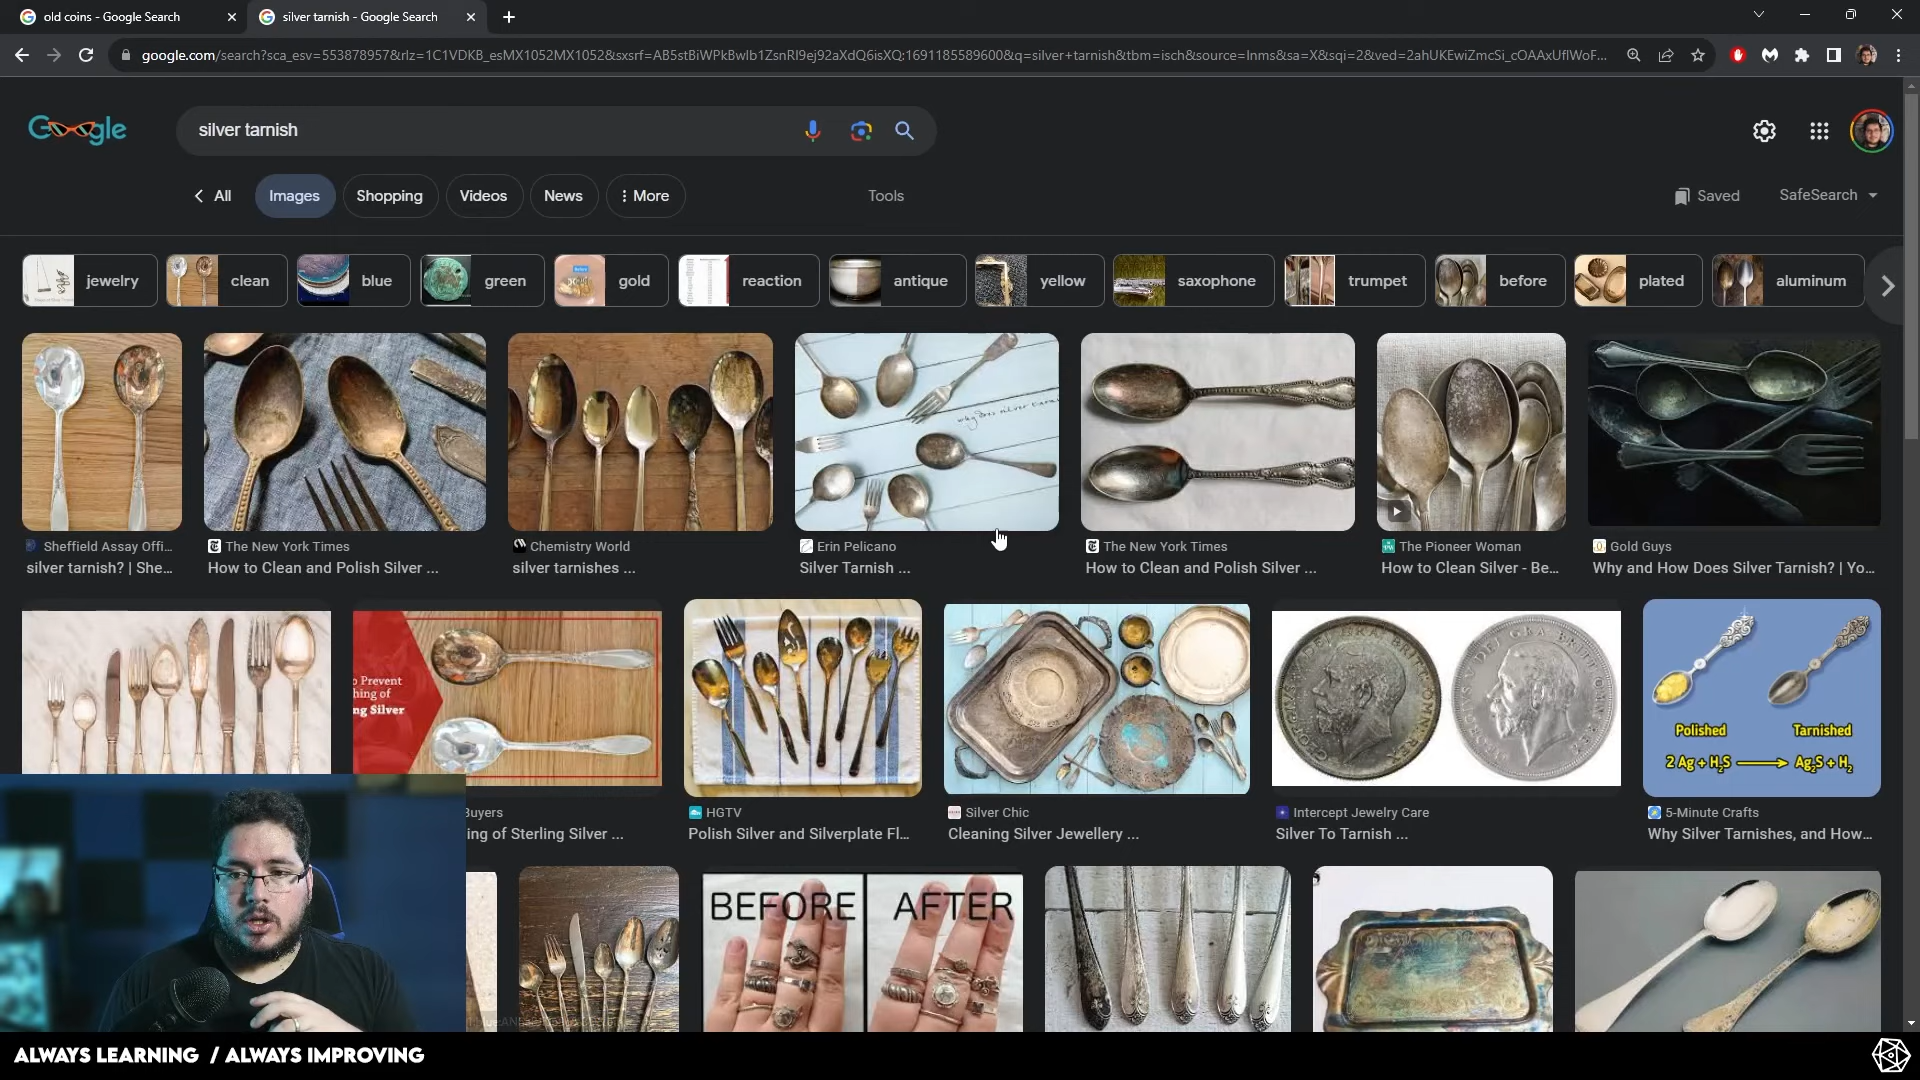 old coins - Google Search
silver tarnish - Google Search
google.com/search?sca_esv=553878957&rlz=1C1VDKB_esMX1052MX1052&sxsrf=AB5stBiWPkBwlb1ZsnRI9ej92aXdQ6isXQ:1691185589600&q=silver+tarnish&tbm=isch&source=lnms&sa=X&sqi=2&ved=2ahUKEwiZmcSi_cOAAxUfIWoF...
Google
silver tarnish
All
Images
Shopping
Videos
News
More
Tools
Saved
SafeSearch
jewelry
clean
blue
green
gold
reaction
antique
yellow
saxophone
trumpet
before
plated
aluminum
Sheffield Assay Offi...
silver tarnish? | She...
The New York Times
How to Clean and Polish Silver ...
Chemistry World
silver tarnishes ...
Erin Pelicano
Silver Tarnish ...
The New York Times
How to Clean and Polish Silver ...
The Pioneer Woman
How to Clean Silver - Be...
Gold Guys
Why and How Does Silver Tarnish? | Yo...
o Prevent
hing of
ng Silver
Polished
Tarnished
2 Ag + H₂S → Ag₂S + H₂
Buyers
ing of Sterling Silver ...
HGTV
Polish Silver and Silverplate Fl...
Silver Chic
Cleaning Silver Jewellery ...
Intercept Jewelry Care
Silver To Tarnish ...
5-Minute Crafts
Why Silver Tarnishes, and How...
BEFORE
AFTER
ALWAYS LEARNING / ALWAYS IMPROVING